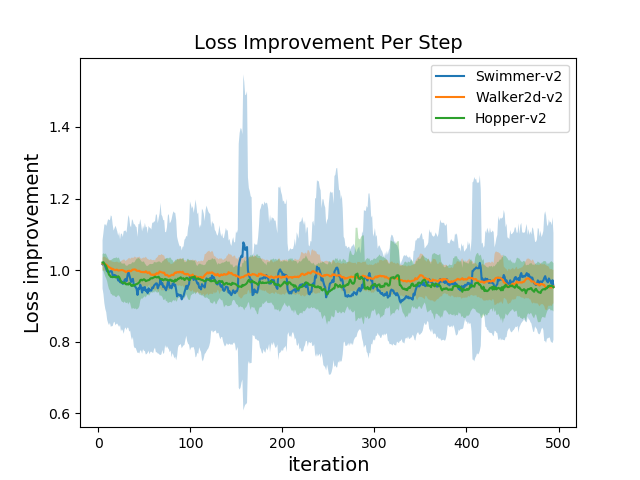 Loss Improvement Per Step
Swimmer-v2
Walker2d-v2
Hopper-v2
Loss improvement
1.4
1.2
1.0
0.8
0.6
0 100 200 300 400 500
iteration